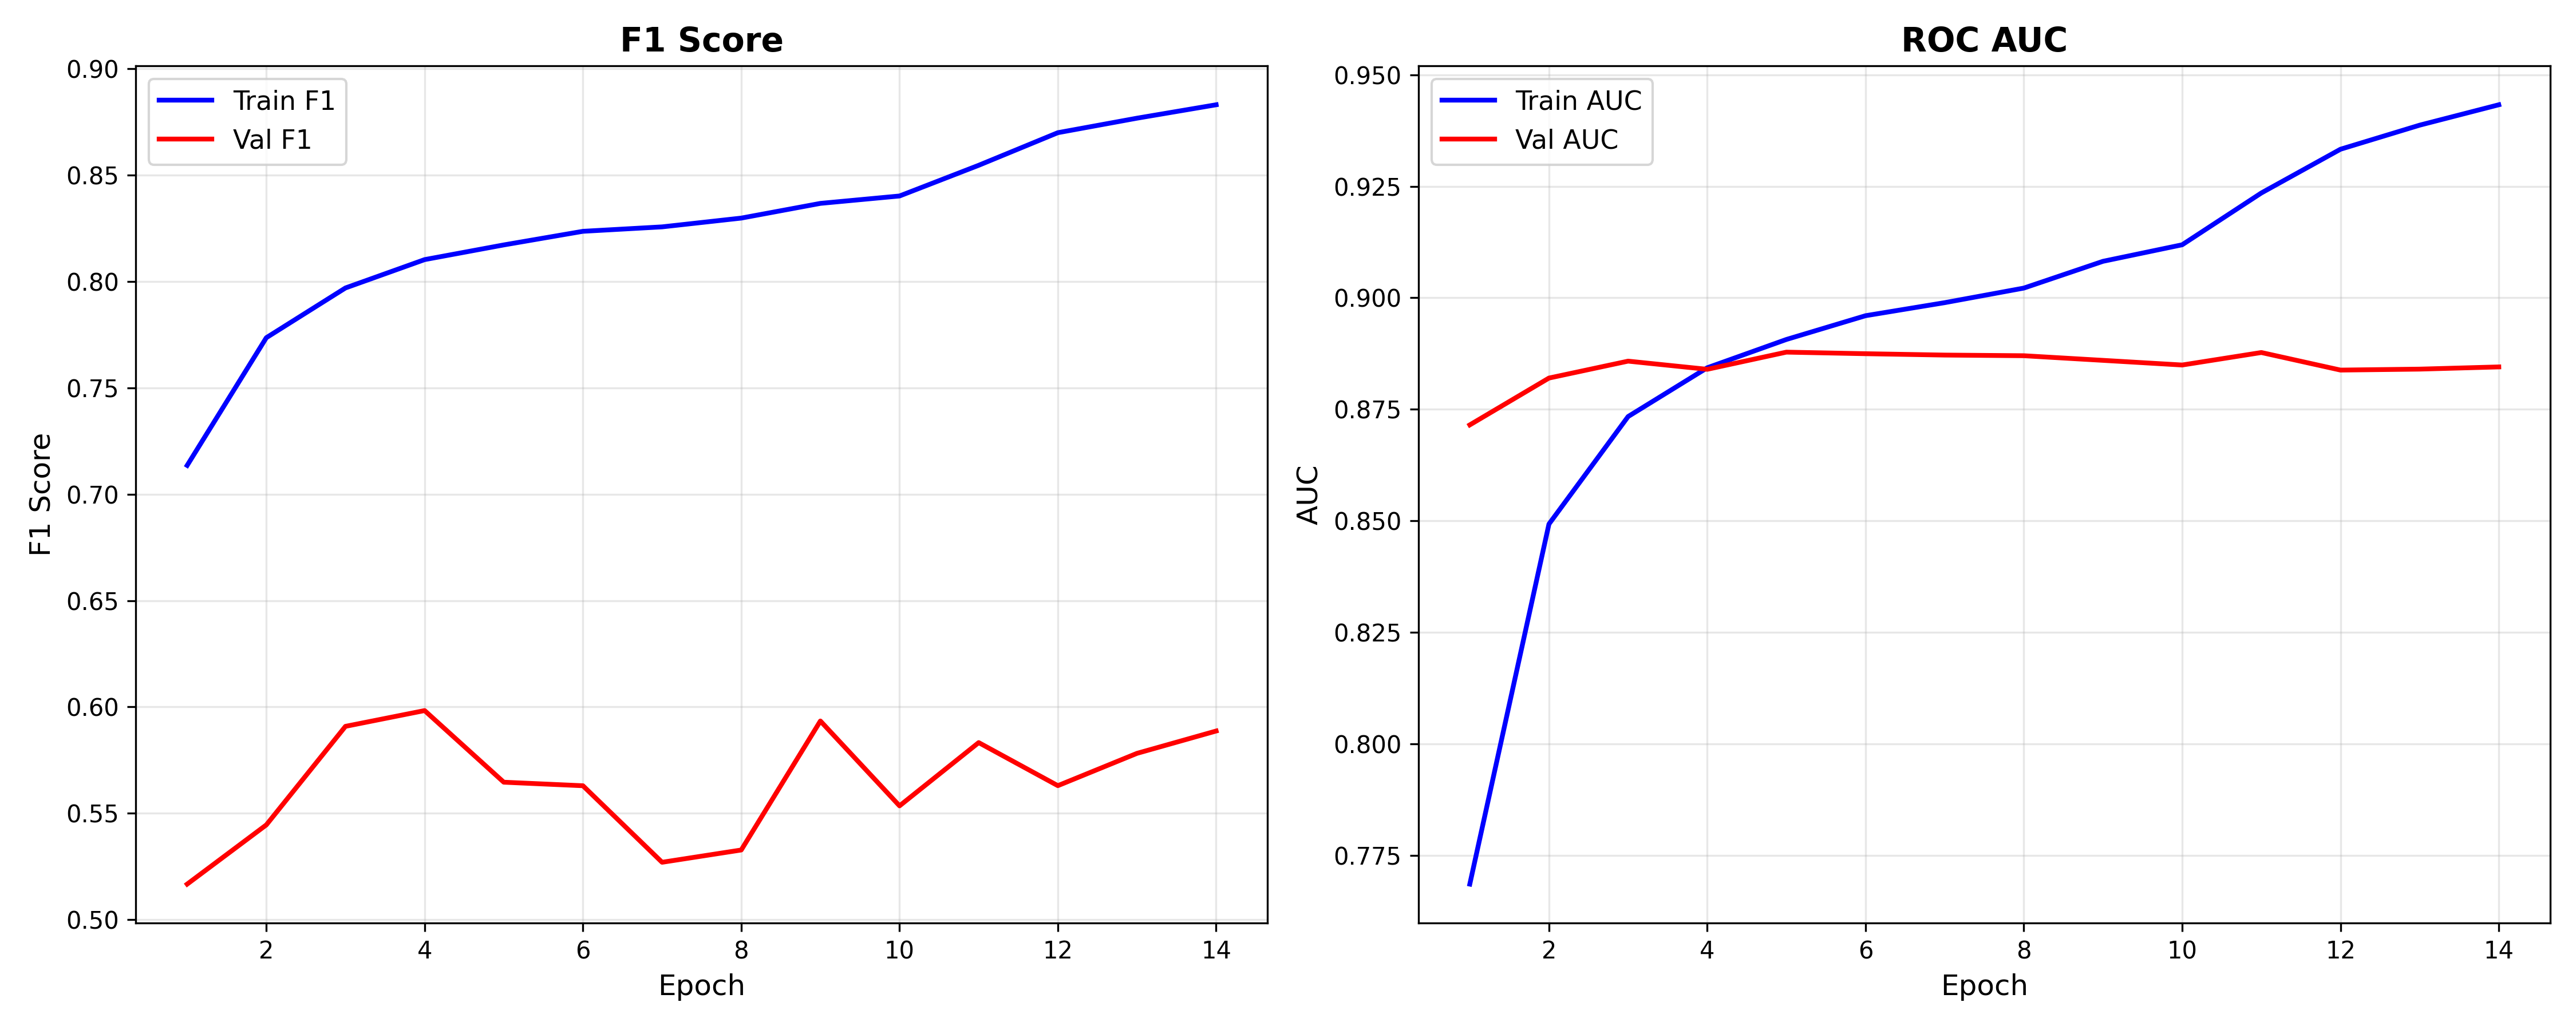 F1 Score
Train F1
Val F1
0.90
0.85
0.80
0.75
0.70
0.65
0.60
0.55
0.50
F1 Score
2 4 6 8 10 12 14
Epoch
ROC AUC
Train AUC
Val AUC
0.950
0.925
0.900
0.875
0.850
0.825
0.800
0.775
AUC
2 4 6 8 10 12 14
Epoch